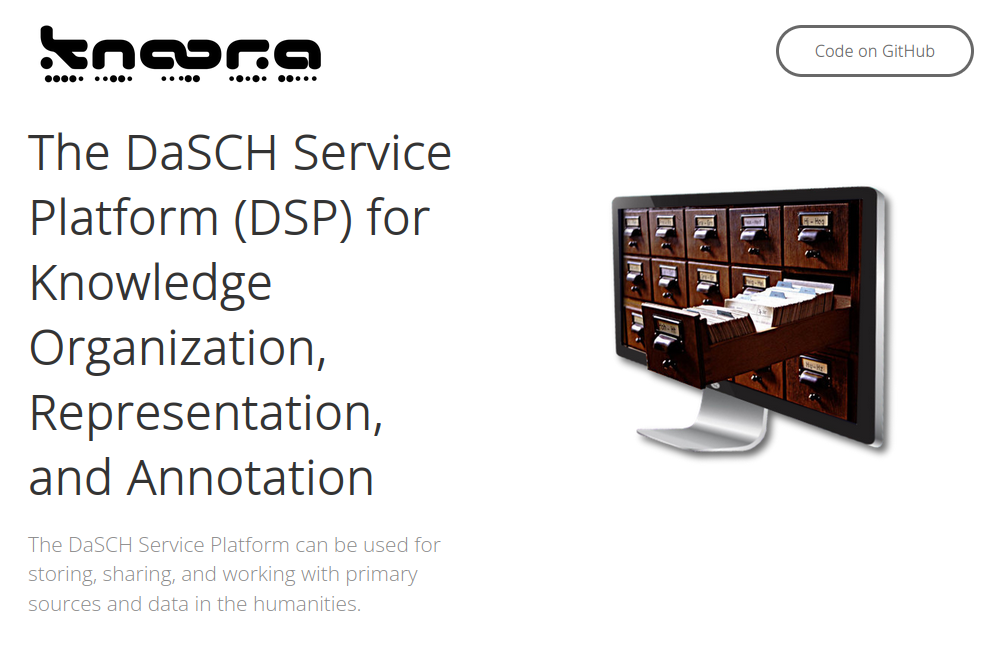 knora
Code on GitHub
The DaSCH Service
Platform (DSP) for
Knowledge
Organization,
Representation,
and Annotation
The DaSCH Service Platform can be used for
storing, sharing, and working with primary
sources and data in the humanities.